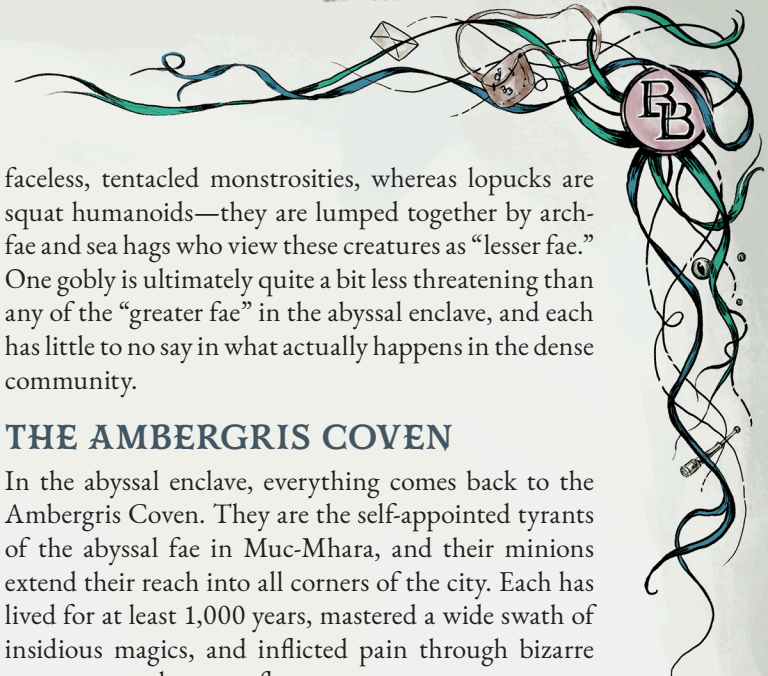 BB
faceless, tentacled monstrosities, whereas lopucks are
squat humanoids—they are lumped together by arch-
fae and sea hags who view these creatures as “lesser fae.”
One gobly is ultimately quite a bit less threatening than
any of the “greater fae” in the abyssal enclave, and each
has little to no say in what actually happens in the dense
community.
THE AMBERGRIS COVEN
In the abyssal enclave, everything comes back to the
Ambergris Coven. They are the self-appointed tyrants
of the abyssal fae in Muc-Mhara, and their minions
extend their reach into all corners of the city. Each has
lived for at least 1,000 years, mastered a wide swath of
insidious magics, and inflicted pain through bizarre